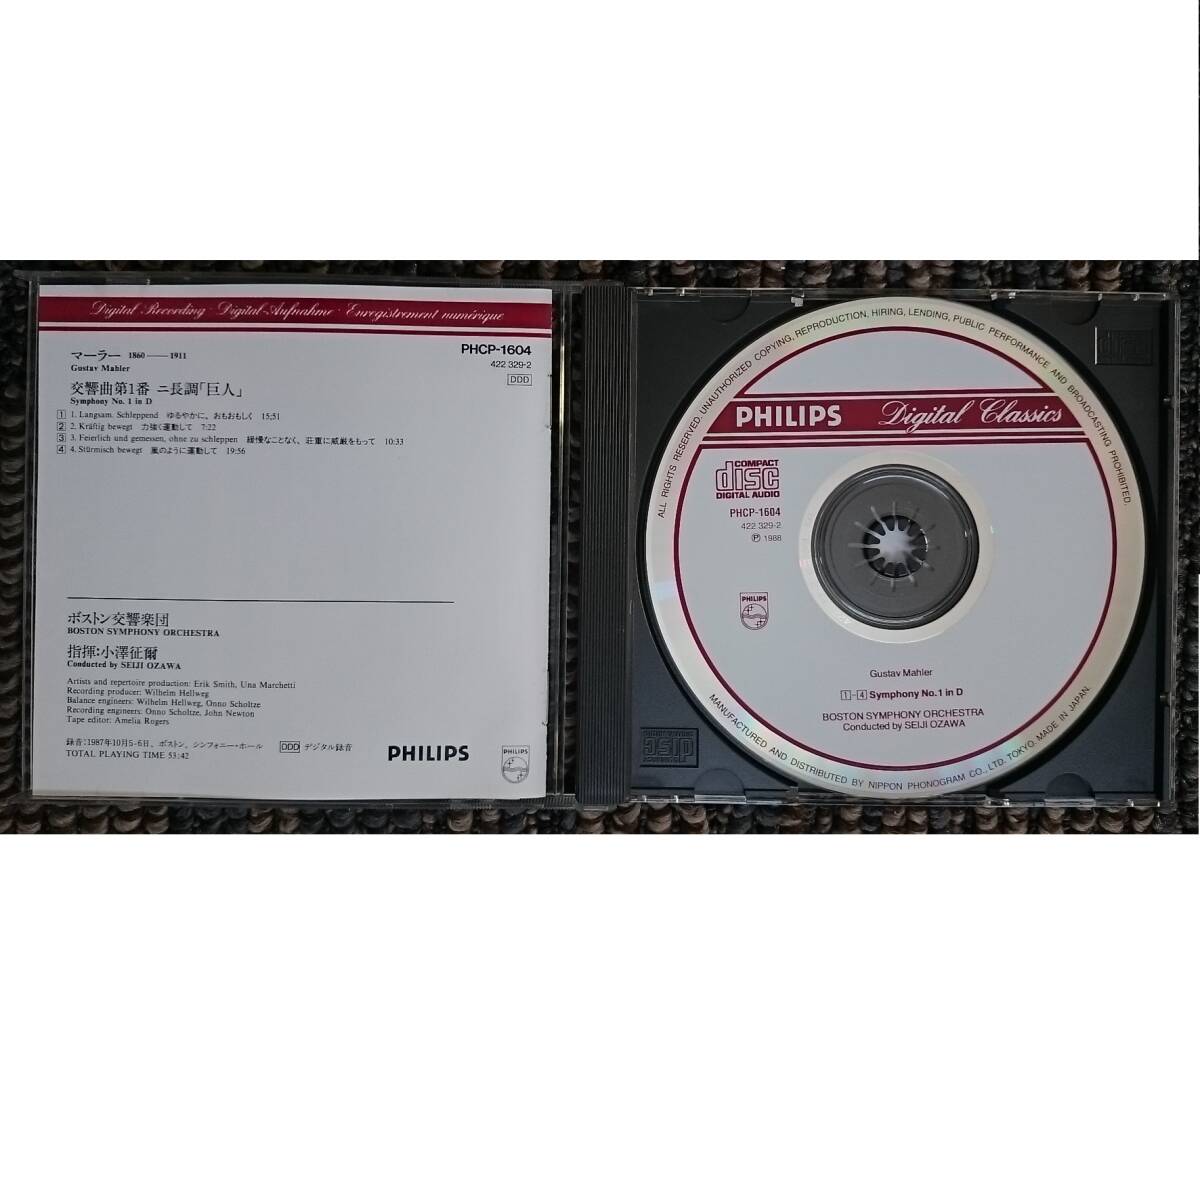 Digital Recording · Digital-Aufnahme · Enregistrement numérique
PHCP-1604
422 329-2
DDD
マーラー 1860——1911
Gustav Mahler
交響曲第1番 ニ長調「巨人」
Symphony No. 1 in D
1 1. Langsam. Schleppend ゆるやかに、おもおもしく 15:51
2 2. Kräftig bewegt 力強く運動して 7:22
3 3. Feierlich und gemessen, ohne zu schleppen 緩慢なことなく、荘重に威厳をもって 10:33
4 4. Stürmisch bewegt 嵐のように運動して 19:56
ボストン交響楽団
BOSTON SYMPHONY ORCHESTRA
指揮:小澤征爾
Conducted by SEIJI OZAWA
Artists and repertoire production: Erik Smith, Una Marchetti
Recording producer: Wilhelm Hellweg
Balance engineers: Wilhelm Hellweg, Onno Scholtze
Recording engineers: Onno Scholtze, John Newton
Tape editor: Amelia Rogers
録音:1987年10月5-6日、ボストン、シンフォニー・ホール DDD デジタル録音
TOTAL PLAYING TIME 53:42
PHILIPS
PHILIPS
ALL RIGHTS RESERVED. UNAUTHORIZED COPYING, REPRODUCTION, HIRING, LENDING, PUBLIC PERFORMANCE AND BROADCASTING PROHIBITED.
PHILIPS Digital Classics
COMPACT
disc
DIGITAL AUDIO
PHCP-1604
422 329-2
Ⓟ 1988
PHILIPS
Gustav Mahler
1-4 Symphony No. 1 in D
BOSTON SYMPHONY ORCHESTRA
Conducted by SEIJI OZAWA
MANUFACTURED AND DISTRIBUTED BY NIPPON PHONOGRAM CO., LTD. TOKYO. MADE IN JAPAN.
COMPACT
disc
DIGITAL AUDIO